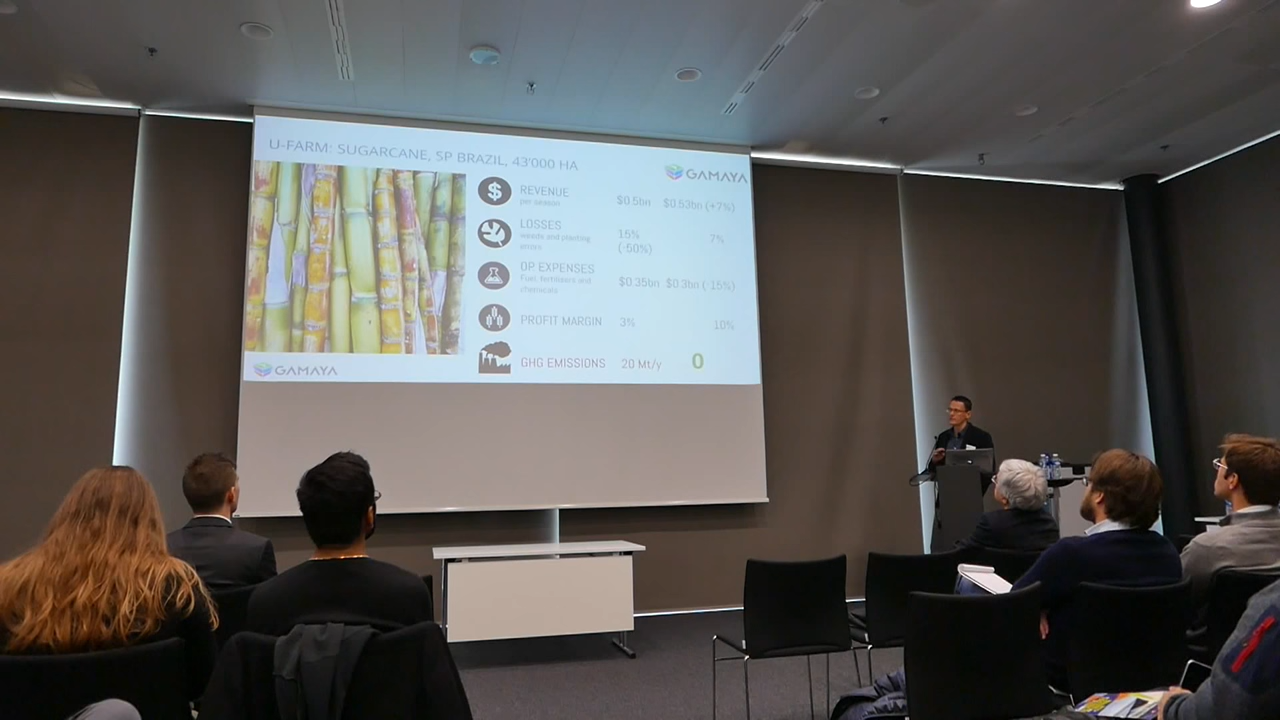 U-FARM: SUGARCANE, SP BRAZIL, 43'000 HA
GAMAYA
REVENUE $0.5bn $0.53bn (+7%)
per season
LOSSES 15% 7%
weeds and planting (-50%)
errors
OP EXPENSES $0.35bn $0.3bn (-15%)
Fuel, fertilisers and
chemicals
PROFIT MARGIN 3% 10%
GHG EMISSIONS 20 Mt/y 0
GAMAYA